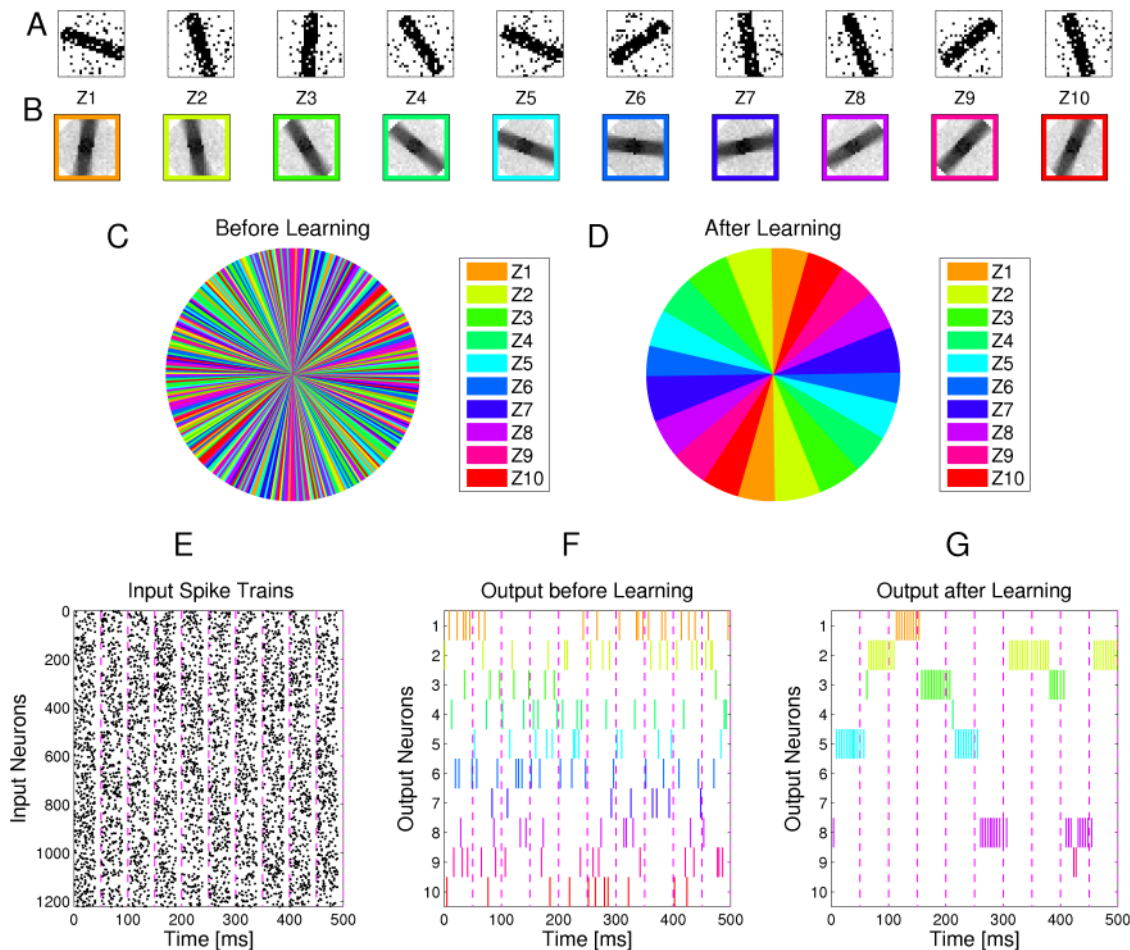 A
Z1 Z2 Z3 Z4 Z5 Z6 Z7 Z8 Z9 Z10
B
C Before Learning
Z1
Z2
Z3
Z4
Z5
Z6
Z7
Z8
Z9
Z10
D After Learning
Z1
Z2
Z3
Z4
Z5
Z6
Z7
Z8
Z9
Z10
E
Input Spike Trains
Input Neurons
0
200
400
600
800
1000
1200
0 100 200 300 400 500
Time [ms]
F
Output before Learning
Output Neurons
1
2
3
4
5
6
7
8
9
10
0 100 200 300 400 500
Time [ms]
G
Output after Learning
Output Neurons
1
2
3
4
5
6
7
8
9
10
0 100 200 300 400 500
Time [ms]